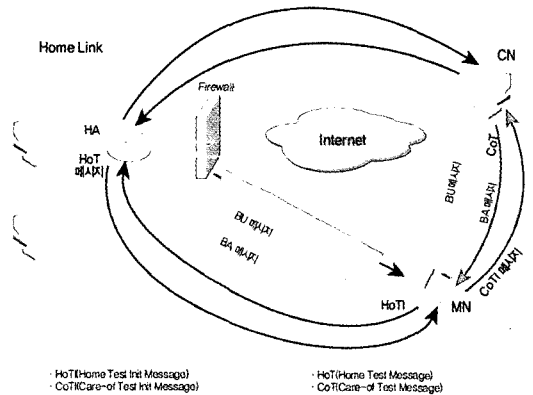 Home Link
CN
Firewall
HA
Internet
HoT
메시지
CoT
BU 메시지
BA 메시지
CoTI 메시지
BU 메시지
BA 메시지
HoTI
MN
· HoTI(Home Test Init Message)
· CoTI(Care-of Test Init Message)
· HoT(Home Test Message)
· CoT(Care-of Test Message)